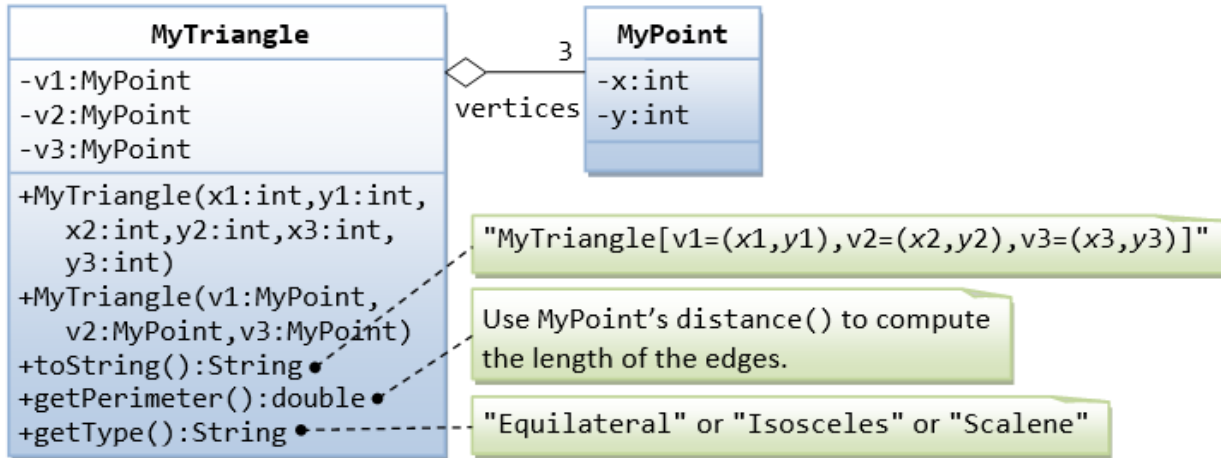 MyTriangle
-v1:MyPoint
-v2:MyPoint
-v3:MyPoint
+MyTriangle(x1:int,y1:int,
x2:int,y2:int,x3:int,
y3:int)
+MyTriangle(v1:MyPoint,
v2:MyPoint,v3:MyPoint)
+toString():String
+getPerimeter():double
+getType():String
3
vertices
MyPoint
-x:int
-y:int
"MyTriangle[v1=(x1,y1),v2=(x2,y2),v3=(x3,y3)]"
Use MyPoint's distance() to compute
the length of the edges.
"Equilateral" or "Isosceles" or "Scalene"